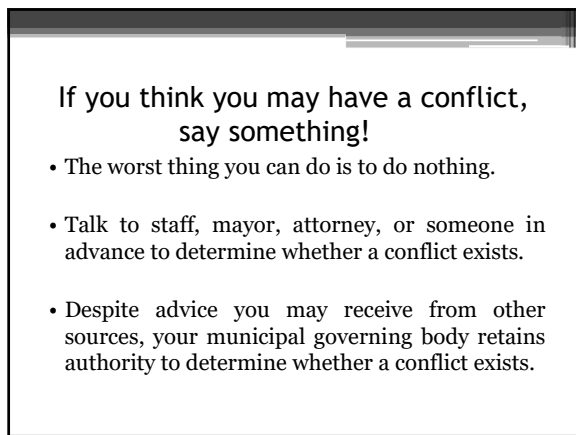 If you think you may have a conflict,
say something!
• The worst thing you can do is to do nothing.
• Talk to staff, mayor, attorney, or someone in
advance to determine whether a conflict exists.
• Despite advice you may receive from other
sources, your municipal governing body retains
authority to determine whether a conflict exists.